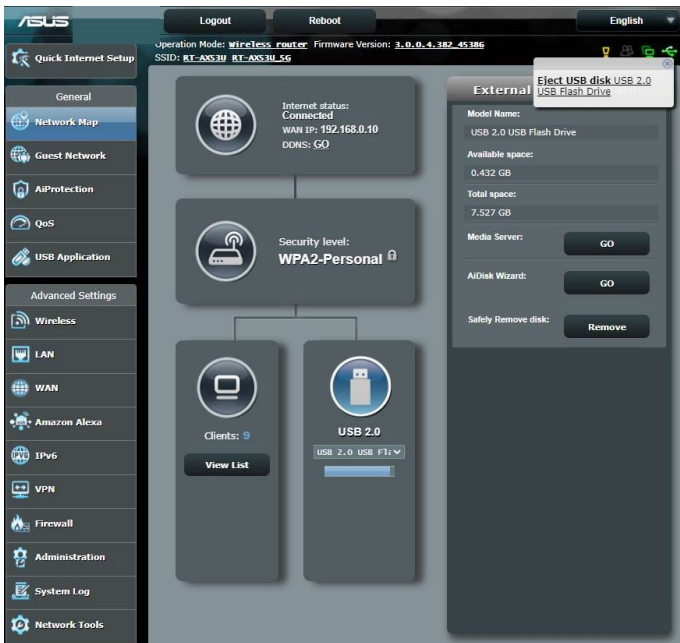 ASUS
Logout
Reboot
English
Operation Mode: Wireless router Firmware Version: 3.0.0.4.382_45386
SSID: RT-AX53U RT-AX53U_5G
Eject USB disk USB 2.0
USB Flash Drive
Quick Internet Setup
General
Network Map
Guest Network
AiProtection
QoS
USB Application
Advanced Settings
Wireless
LAN
WAN
Amazon Alexa
IPv6
VPN
Firewall
Administration
System Log
Network Tools
Internet status:
Connected
WAN IP: 192.168.0.10
DDNS: GO
Security level:
WPA2-Personal
Clients: 9
View List
USB 2.0
USB 2.0 USB Fl
External
Model Name:
USB 2.0 USB Flash Drive
Available space:
0.432 GB
Total space:
7.527 GB
Media Server:
GO
AiDisk Wizard:
GO
Safely Remove disk:
Remove